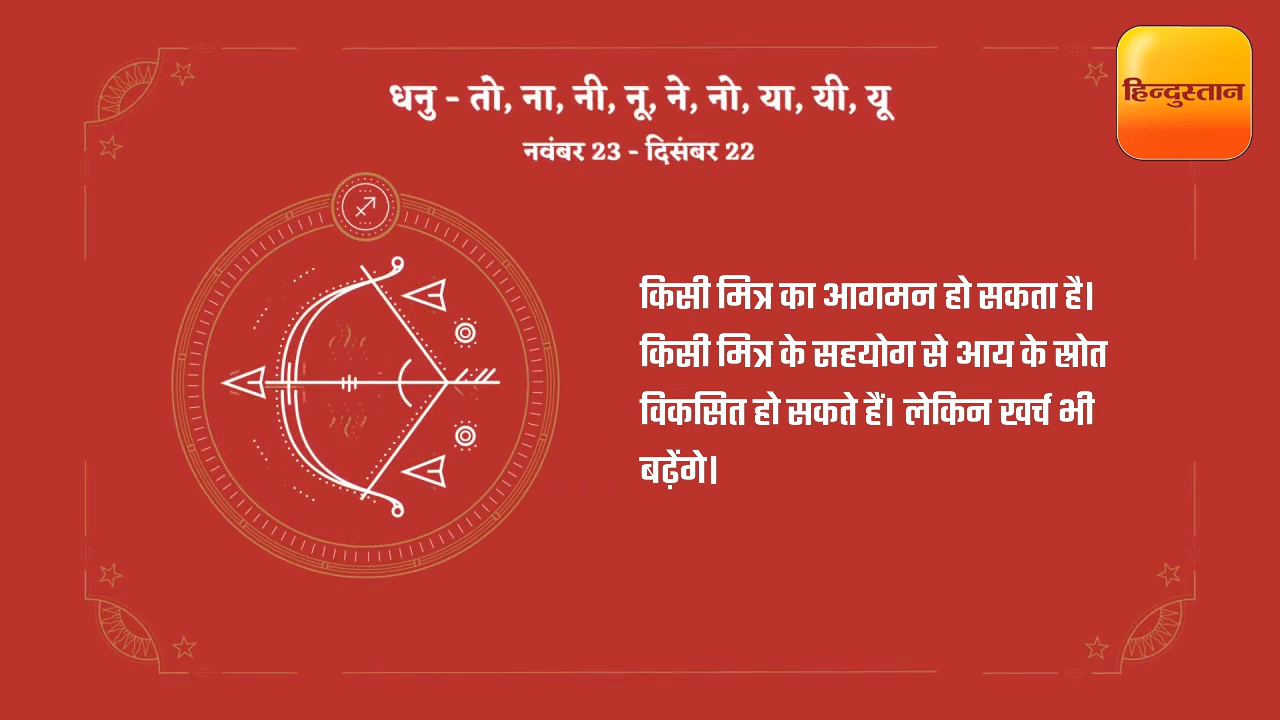 धनु - तो, ना, नी, नू, ने, नो, या, यी, यू
नवंबर 23 - दिसंबर 22
हिन्दुस्तान
किसी मित्र का आगमन हो सकता है।
किसी मित्र के सहयोग से आय के स्रोत
विकसित हो सकते हैं। लेकिन खर्च भी
बढ़ेंगे।